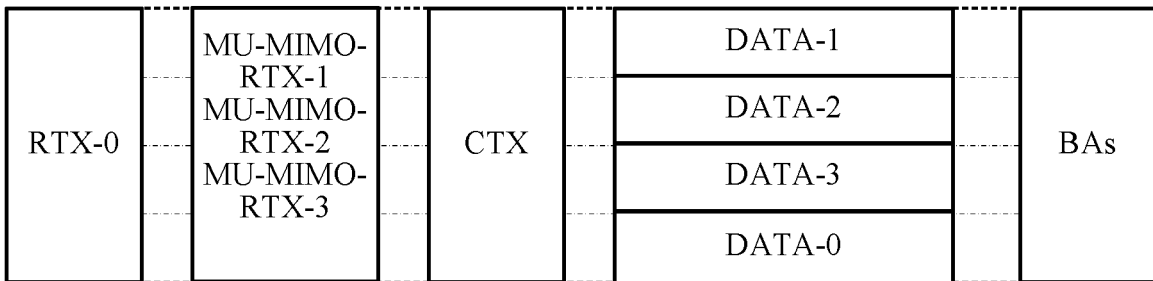 RTX-0
MU-MIMO-
RTX-1
MU-MIMO-
RTX-2
MU-MIMO-
RTX-3
CTX
DATA-1
DATA-2
DATA-3
DATA-0
BAs